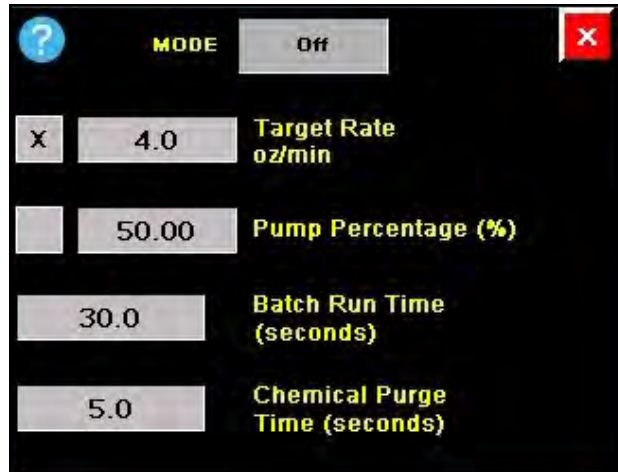 ?
MODE
Off
X
X
4.0
Target Rate
oz/min
50.00
Pump Percentage (%)
30.0
Batch Run Time
(seconds)
5.0
Chemical Purge
Time (seconds)